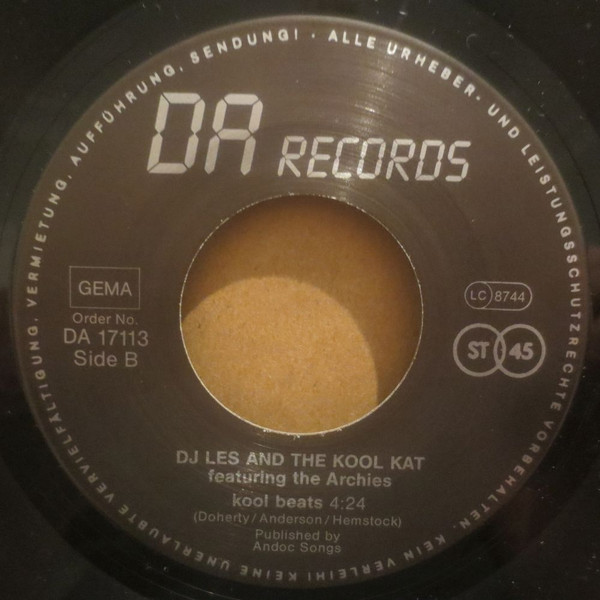 ALLE URHEBER- UND LEISTUNGSSCHUTZRECHTE VORBEHALTEN. KEIN VERLEIH! KEINE UNERLAUBTE VERVIELFÄLTIGUNG, VERMIETUNG, AUFFÜHRUNG, SENDUNG! ·
DA RECORDS
GEMA
Order No.
DA 17113
Side B
LC 8744
ST 45
DJ LES AND THE KOOL KAT
featuring the Archies
kool beats 4:24
(Doherty/Anderson/Hemstock)
Published by
Andoc Songs